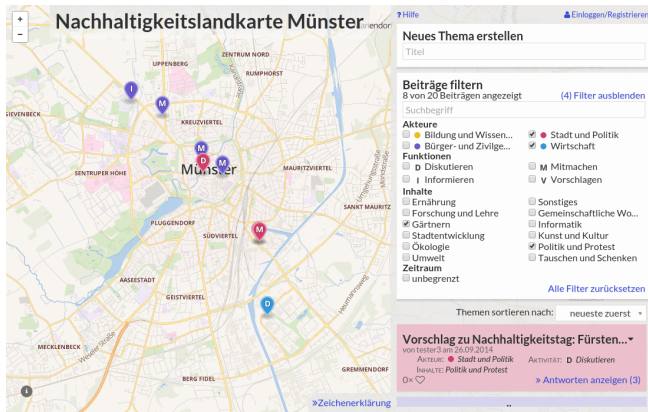 +
−
Nachhaltigkeitslandkarte Münster
ZENTRUM NORD
UPPENBERG
RUMPHORST
I
M
GIEVENBECK
KREUZVIERTEL
M
D
M
Münster
SENTRUPER HÖHE
MAURITZVIERTEL
Umgehungsstraße
SANKT MAURITZ
PLUGGENDORF
SÜDVIERTEL
M
AASEESTADT
GEISTVIERTEL
D
Heumannsweg
Weseler Straße
MECKLENBECK
GREMMENDORF
BERG FIDEL
i
»Zeichenerklärung
?Hilfe
Einloggen/Registrieren
Neues Thema erstellen
Titel
Beiträge filtern
8 von 20 Beiträgen angezeigt (4) Filter ausblenden
Suchbegriff
Akteure
Bildung und Wissen... Stadt und Politik
Bürger- und Zivilge... Wirtschaft
Funktionen
D Diskutieren M Mitmachen
I Informieren V Vorschlagen
Inhalte
Ernährung Sonstiges
Forschung und Lehre Gemeinschaftliche Wo...
Gärtnern Informatik
Stadtentwicklung Kunst und Kultur
Ökologie Politik und Protest
Umwelt Tauschen und Schenken
Zeitraum
unbegrenzt
Alle Filter zurücksetzen
Themen sortieren nach: neueste zuerst
Vorschlag zu Nachhaltigkeitstag: Fürsten...
von tester3 am 26.09.2014
Akteur: Stadt und Politik Aktivität: D Diskutieren
Inhalte: Politik und Protest
0× » Antworten anzeigen (3)